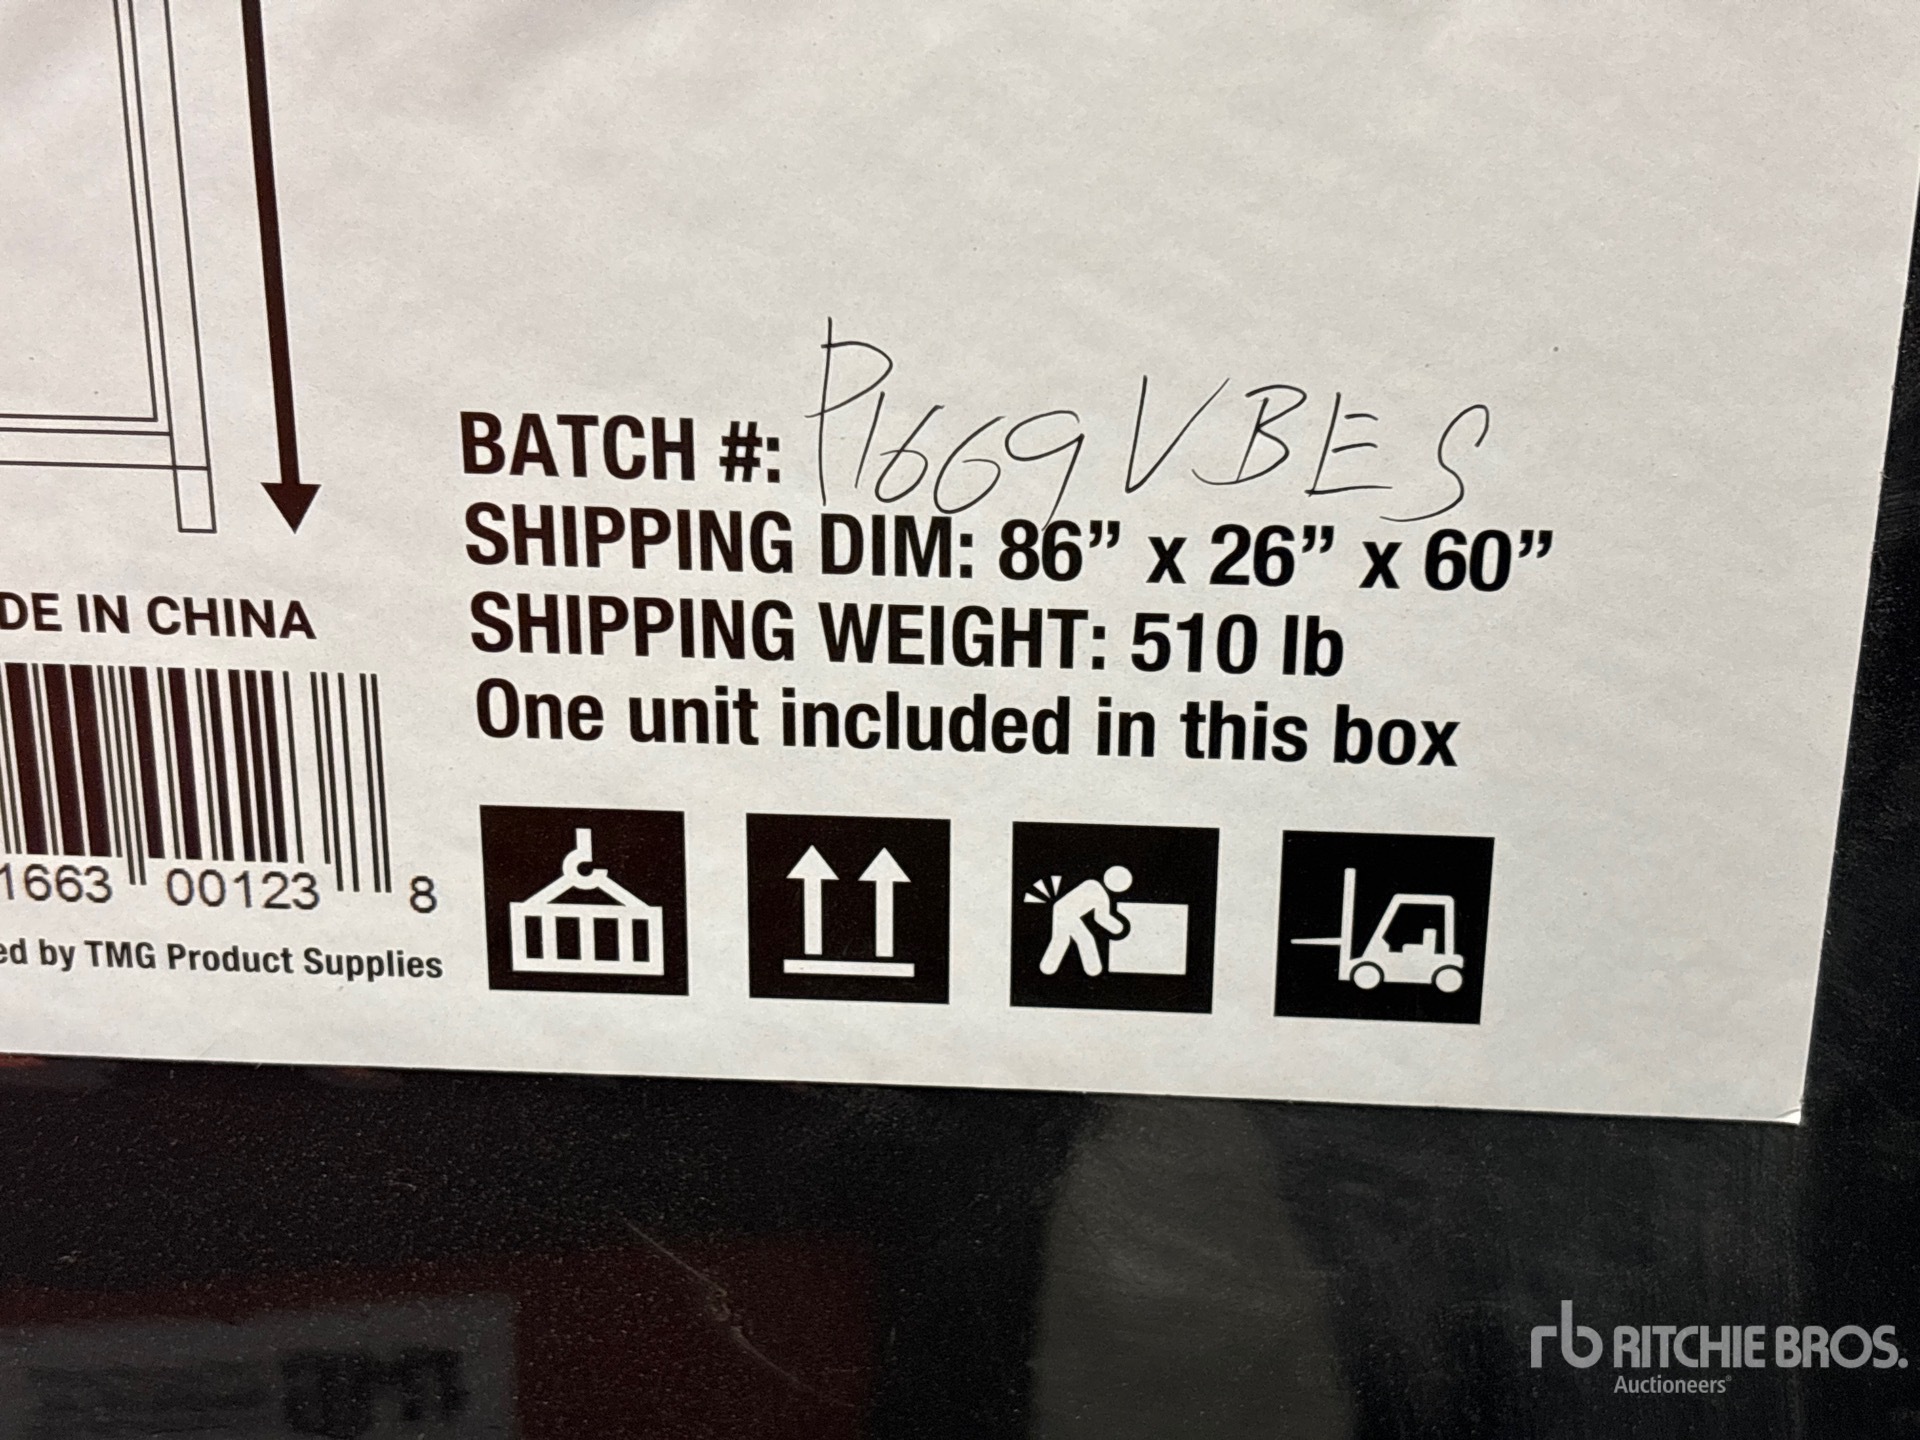 BATCH #: P1669VBES
SHIPPING DIM: 86” x 26” x 60”
SHIPPING WEIGHT: 510 lb
One unit included in this box
DE IN CHINA
1663 00123 8
ed by TMG Product Supplies
rb RITCHIE BROS.
Auctioneers